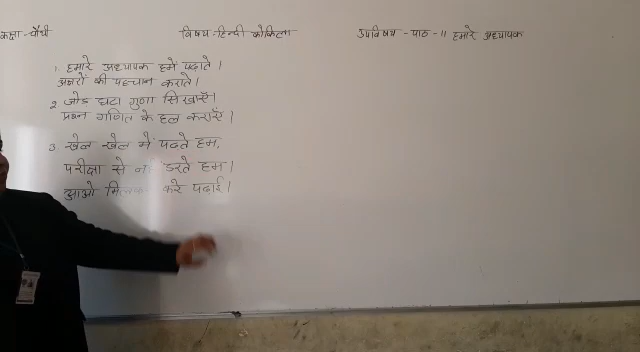 कक्षा-चौथी विषय-हिन्दी कोकिला उपविषय-पाठ-11 हमारे अध्यापक
1. हमारे अध्यापक हमें पढ़ाते।
अक्षरों की पहचान कराते।
2 जोड़ घटा गुणा सिखाएँ।
प्रश्न गणित के हल कराएँ।
3 खेल खेल में पढ़ते हम,
परीक्षा से ना डरते हम।
आओ करे पढाई।